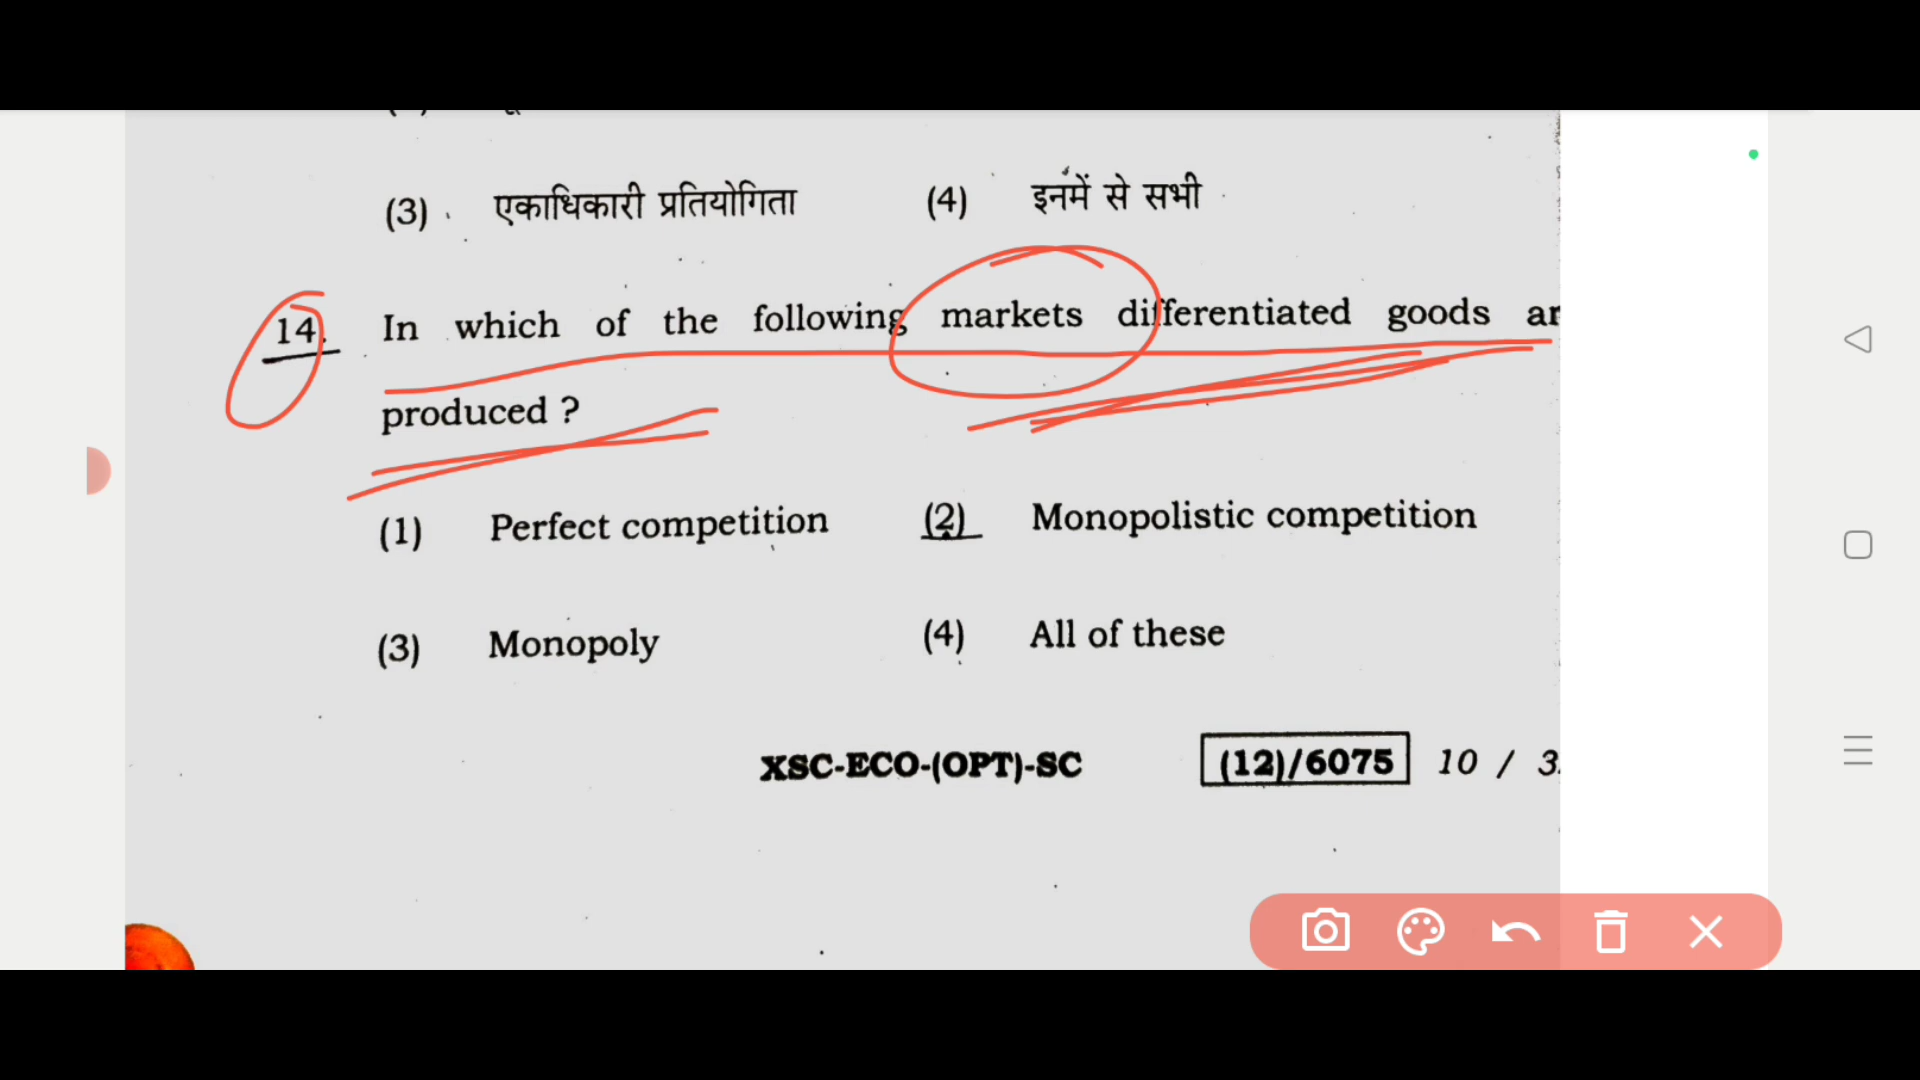 (3) एकाधिकारी प्रतियोगिता (4) इनमें से सभी
14. In which of the following markets differentiated goods ar
produced ?
(1) Perfect competition (2) Monopolistic competition
(3) Monopoly (4) All of these
XSC-ECO-(OPT)-SC (12)/6075 10 / 3